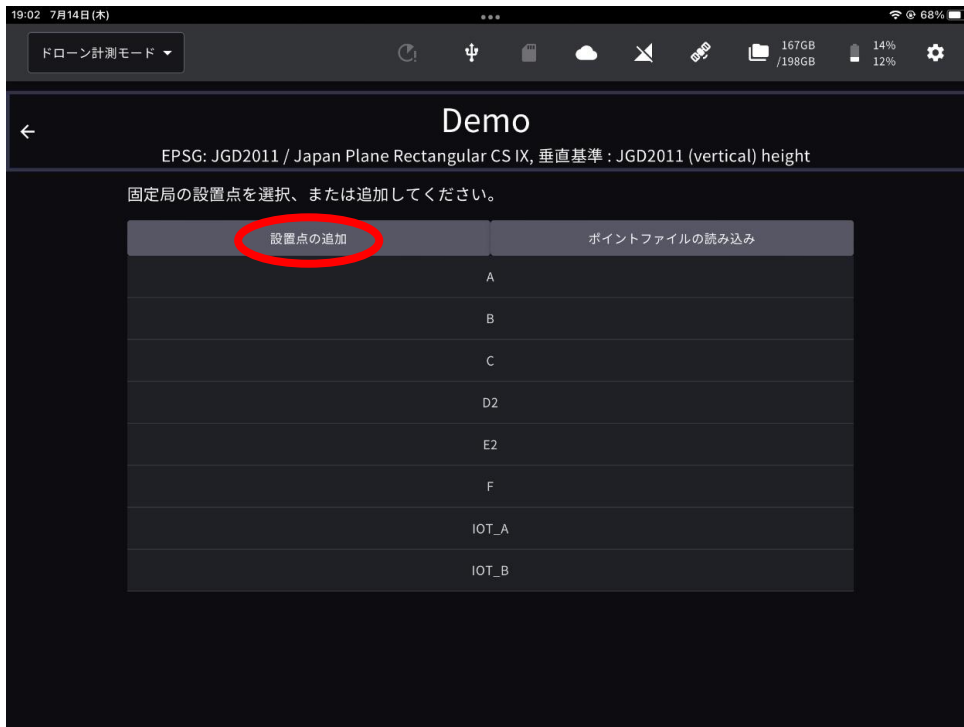 19:02 7月14日(木)
68%
ドローン計測モード
167GB
/198GB
14%
12%
Demo
EPSG: JGD2011 / Japan Plane Rectangular CS IX, 垂直基準 : JGD2011 (vertical) height
固定局の設置点を選択、または追加してください。
設置点の追加
ポイントファイルの読み込み
A
B
C
D2
E2
F
IOT_A
IOT_B